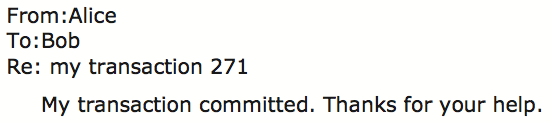 From:Alice
To:Bob
Re: my transaction 271
My transaction committed. Thanks for your help.